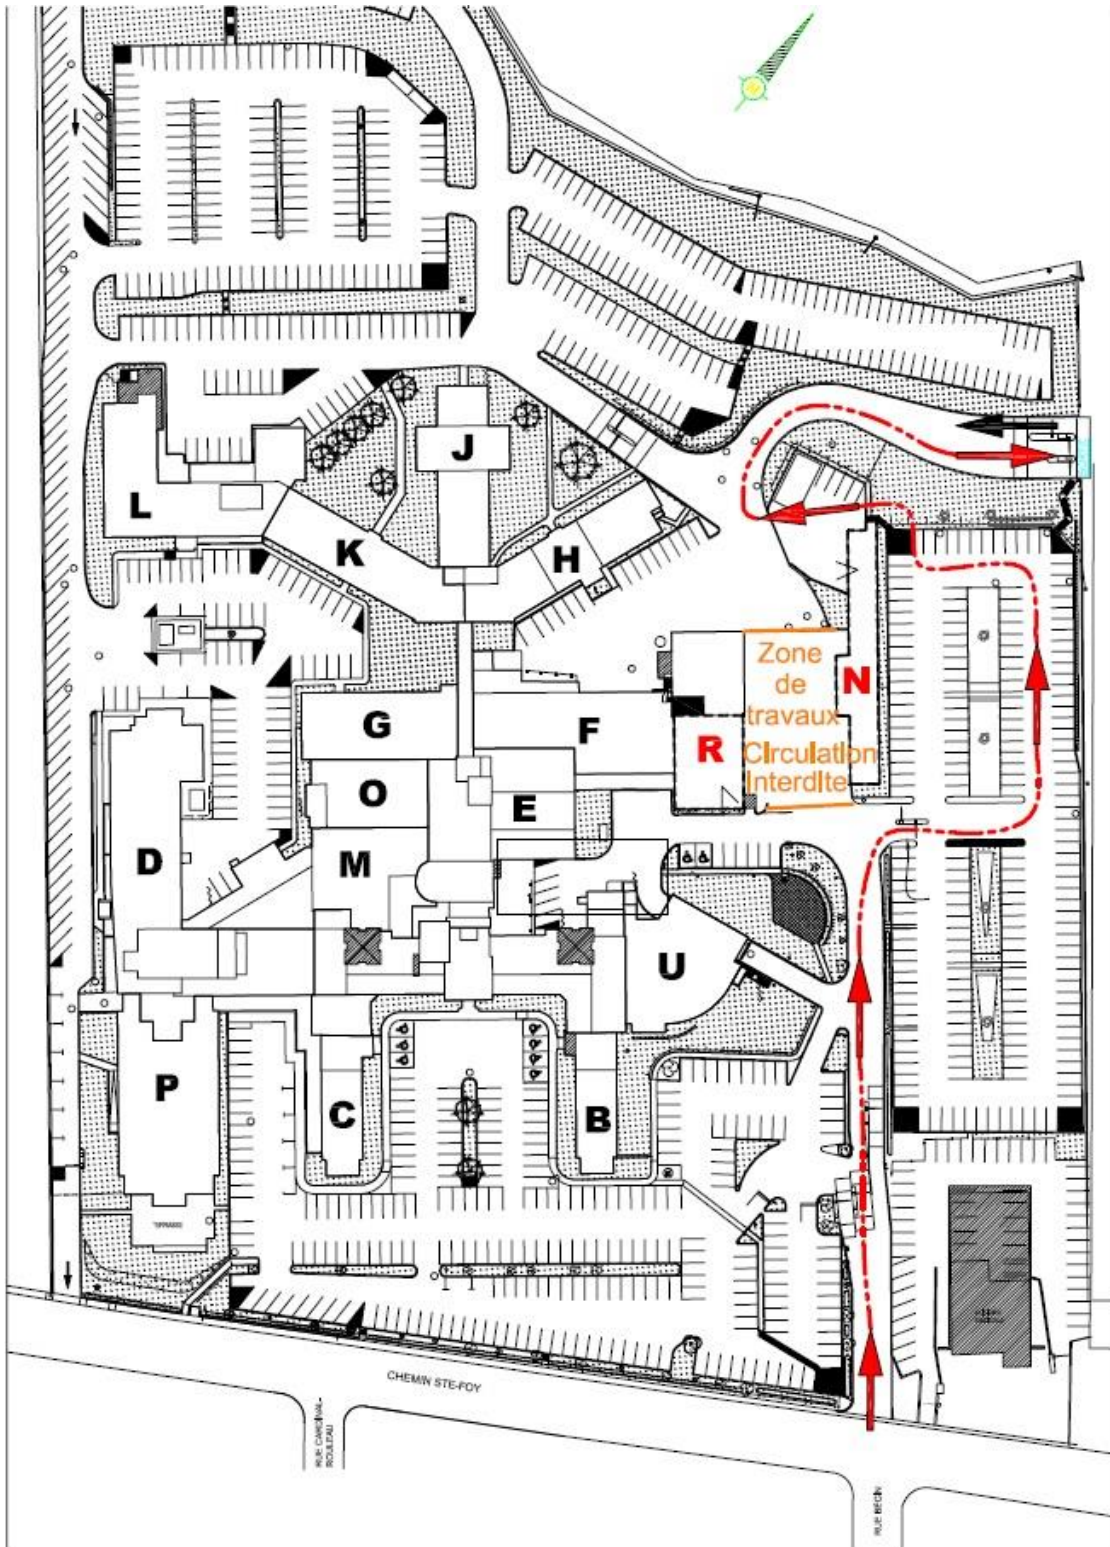 J
L
K
H
Zone
de
travaux
N
G
F
R
Circulation
Interdite
O
E
D
M
U
P
C
B
CHEMIN STE-FOY
RUE CARDINAL-
ROULEAU
RUE BÉGIN